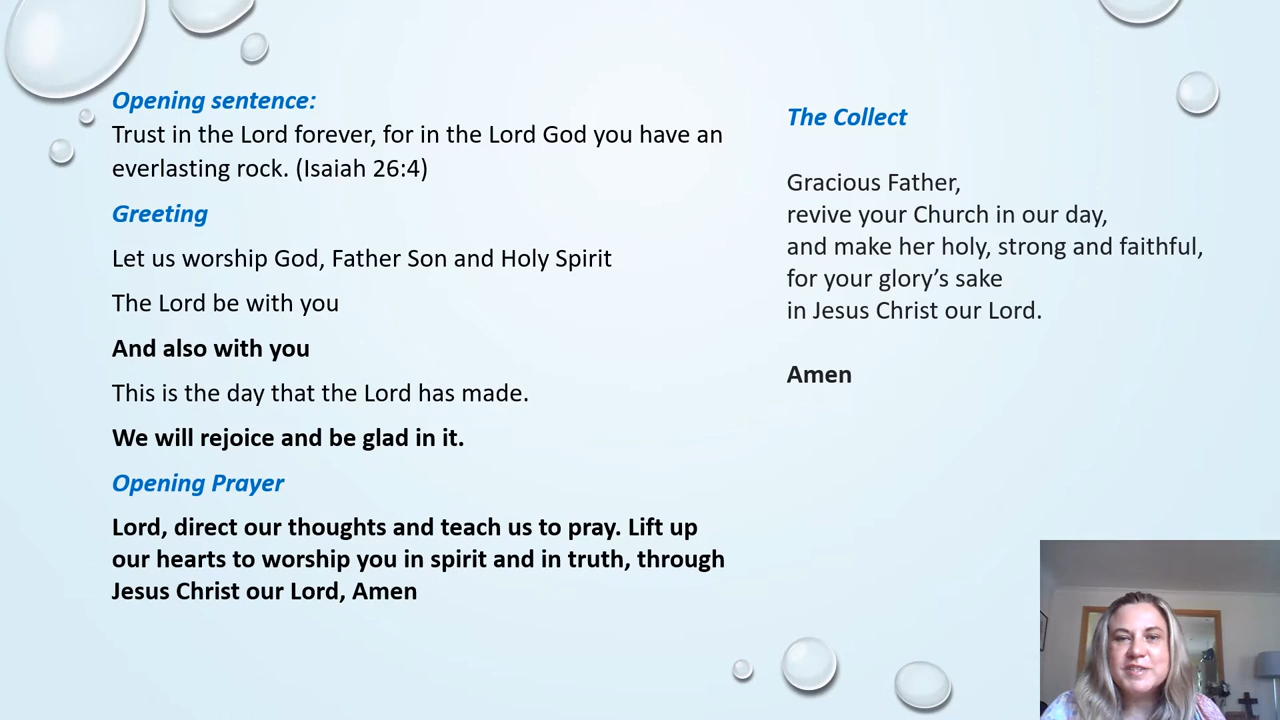 Opening sentence:
Trust in the Lord forever, for in the Lord God you have an
everlasting rock. (Isaiah 26:4)
Greeting
Let us worship God, Father Son and Holy Spirit
The Lord be with you
And also with you
This is the day that the Lord has made.
We will rejoice and be glad in it.
Opening Prayer
Lord, direct our thoughts and teach us to pray. Lift up
our hearts to worship you in spirit and in truth, through
Jesus Christ our Lord, Amen
The Collect
Gracious Father,
revive your Church in our day,
and make her holy, strong and faithful,
for your glory’s sake
in Jesus Christ our Lord.
Amen